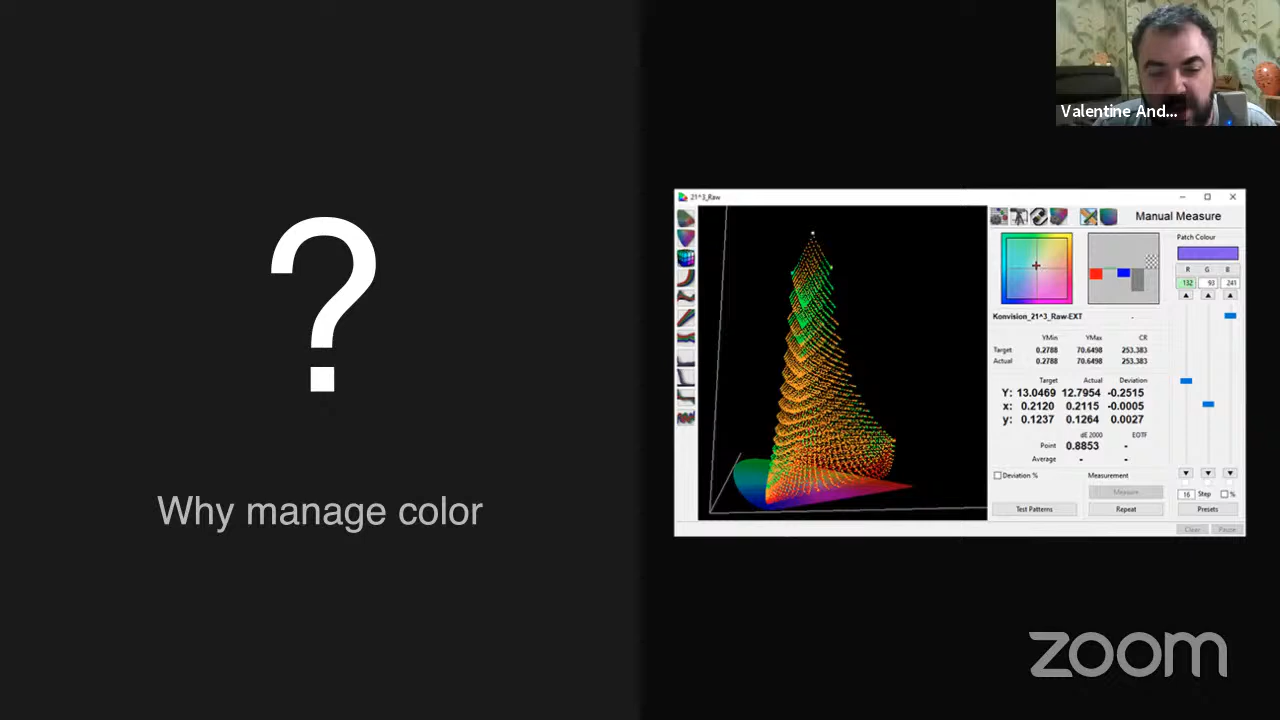 Valentine And...
?
Why manage color
21^3_Raw
Manual Measure
Patch Colour
R G B
132 93 241
Konvision_21^3_Raw-EXT -
YMin YMax CR
Target 0.2788 70.6498 253.383
Actual 0.2788 70.6498 253.383
Target Actual Deviation
Y: 13.0469 12.7954 -0.2515
x: 0.2120 0.2115 -0.0005
y: 0.1237 0.1264 0.0027
dE 2000 EOTF
Point 0.8853 -
Average - -
Deviation %
Measurement
Measure
16 Step %
Test Patterns Repeat Presets
Clear Pause
zoom